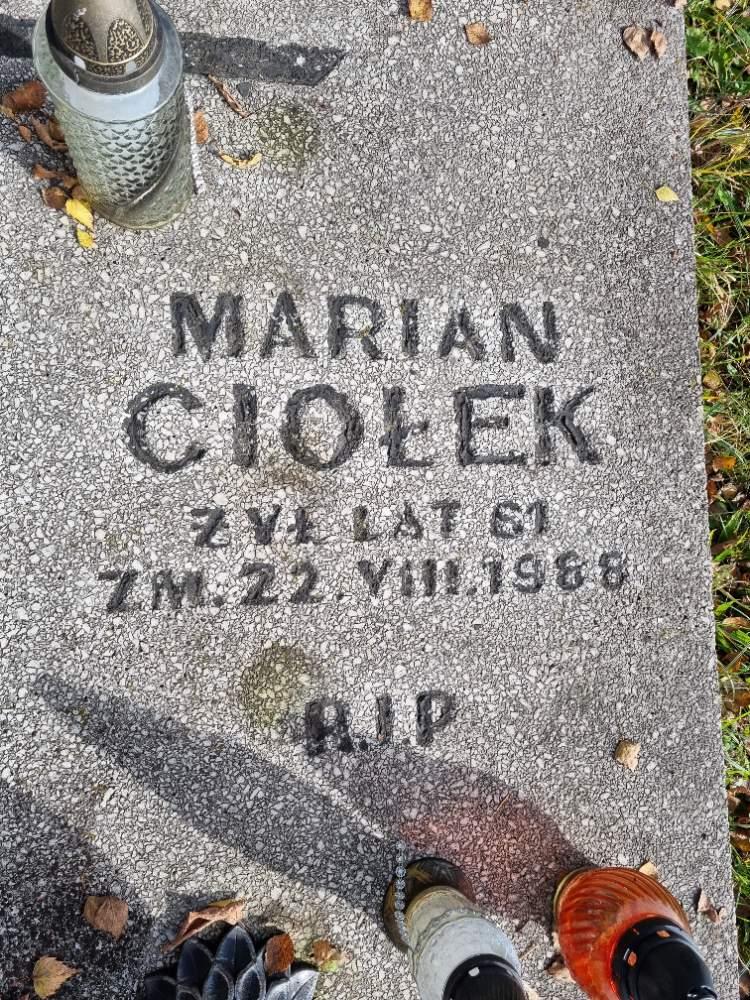 MARIAN
CIOŁEK
ŻYŁ LAT 61
ZM. 22. VIII. 1988
R.I.P